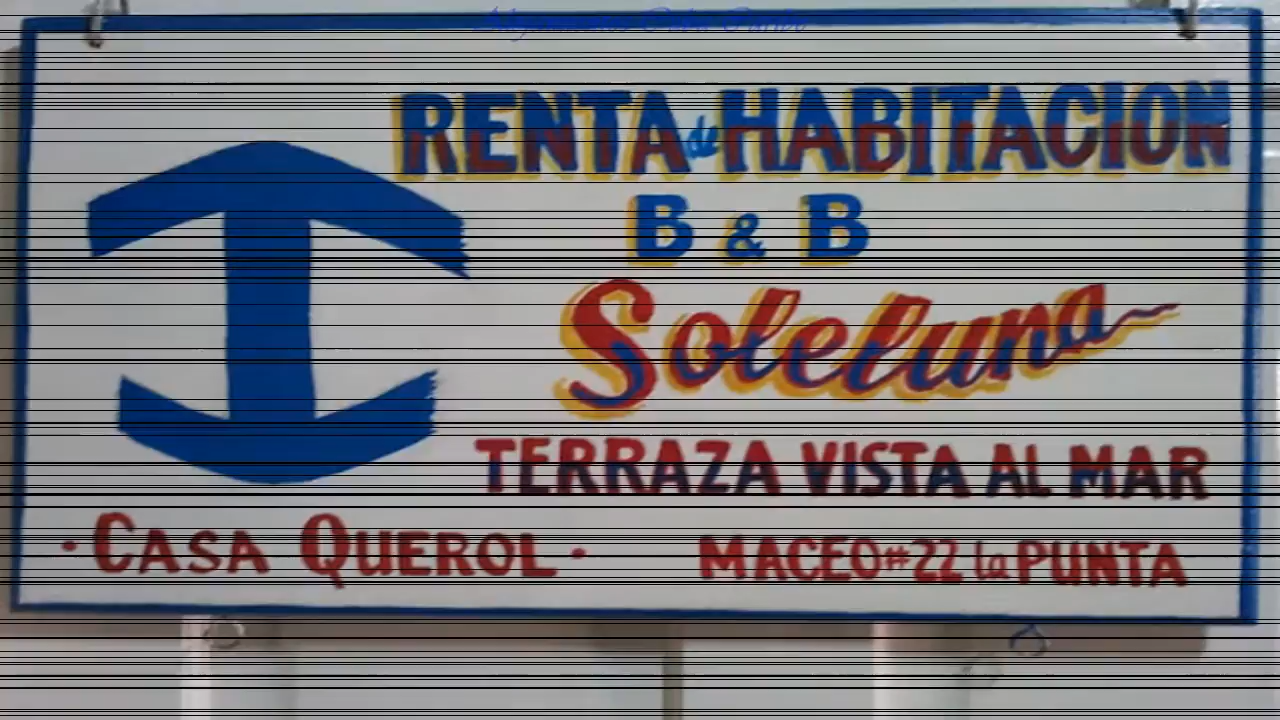 RENTA de HABITACION
B & B
Soleluna
TERRAZA VISTA AL MAR
• CASA QUEROL •
MACEO #22 la PUNTA